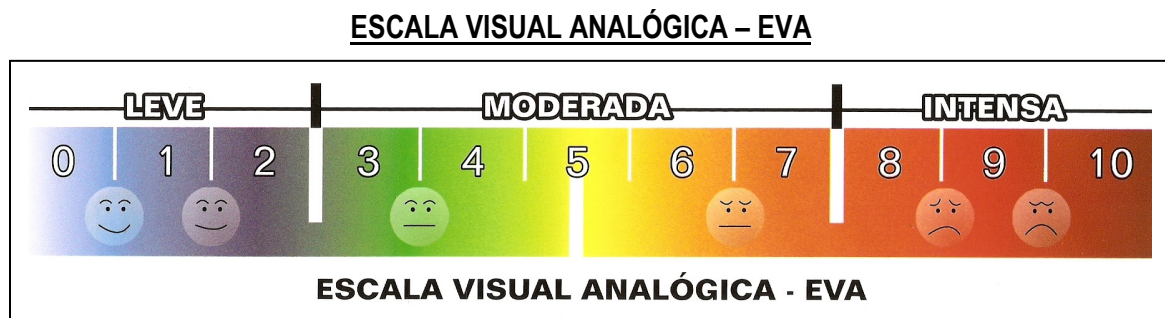 ESCALA VISUAL ANALÓGICA – EVA
LEVE MODERADA INTENSA
0 1 2 3 4 5 6 7 8 9 10
ESCALA VISUAL ANALÓGICA - EVA